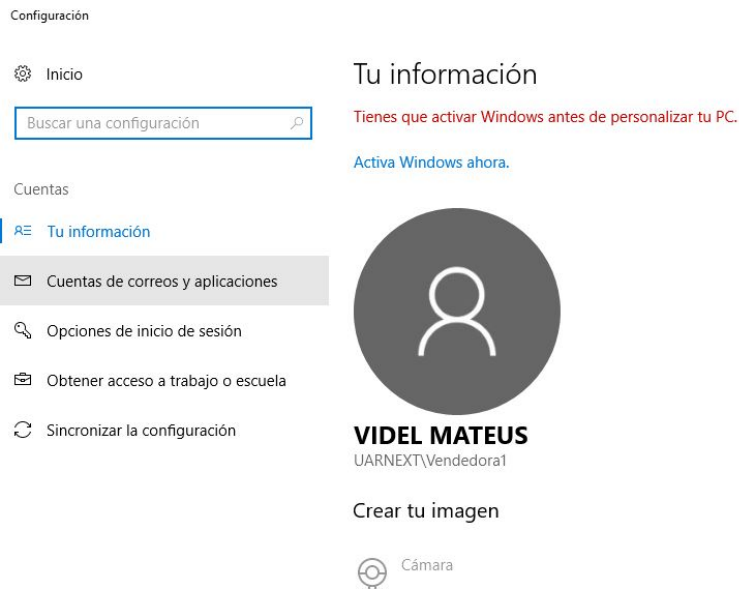 Configuración
Inicio
Buscar una configuración
Cuentas
Tu información
Cuentas de correos y aplicaciones
Opciones de inicio de sesión
Obtener acceso a trabajo o escuela
Sincronizar la configuración
Tu información
Tienes que activar Windows antes de personalizar tu PC.
Activa Windows ahora.
VIDEL MATEUS
UARNEXT\Vendedora1
Crear tu imagen
Cámara